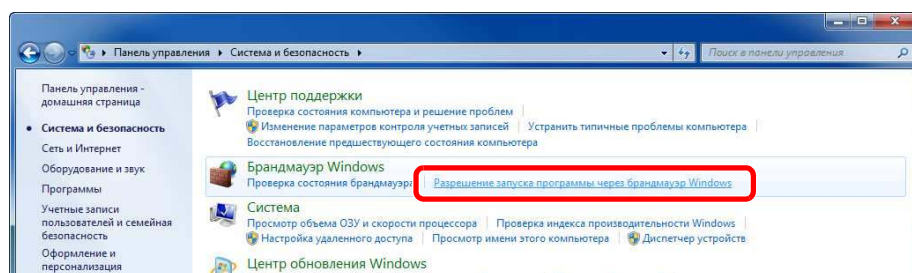 Панель управления ▸ Система и безопасность ▸
Поиск в панели управления
Панель управления -
домашняя страница
Система и безопасность
Сеть и Интернет
Оборудование и звук
Программы
Учетные записи
пользователей и семейная
безопасность
Оформление и
персонализация
Центр поддержки
Проверка состояния компьютера и решение проблем
Изменение параметров контроля учетных записей
Устранить типичные проблемы компьютера
Восстановление предшествующего состояния компьютера
Брандмауэр Windows
Проверка состояния брандмауэра
Разрешение запуска программы через брандмауэр Windows
Система
Просмотр объема ОЗУ и скорости процессора
Проверка индекса производительности Windows
Настройка удаленного доступа
Просмотр имени этого компьютера
Диспетчер устройств
Центр обновления Windows